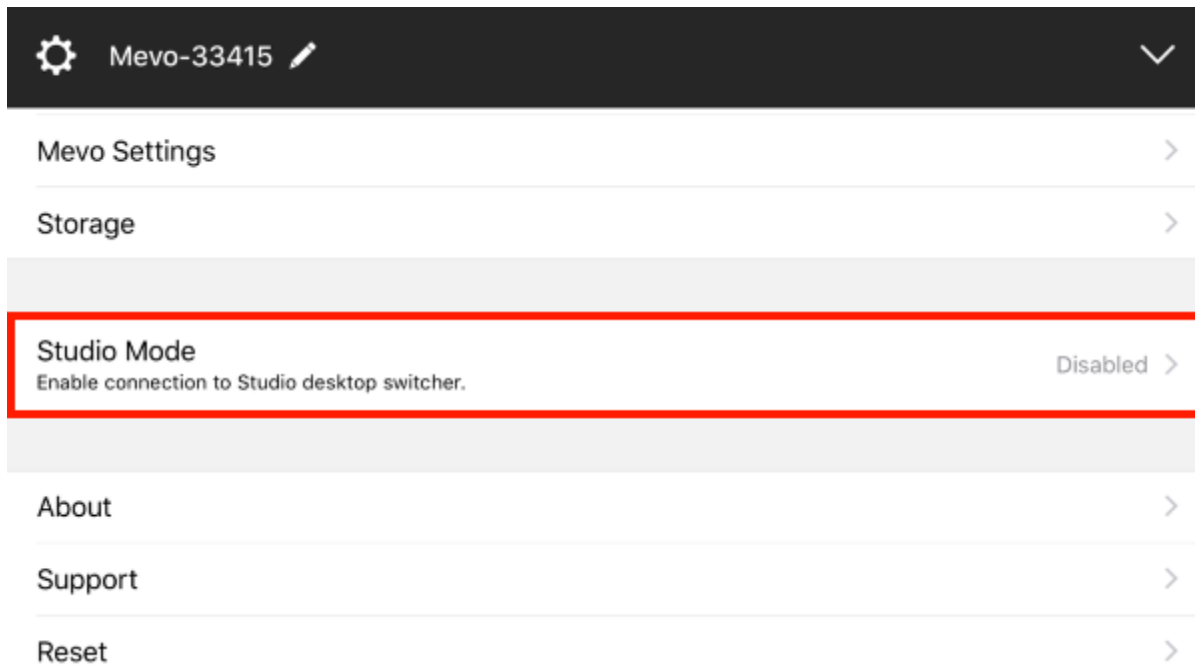 Mevo-33415
Mevo Settings
Storage
Studio Mode
Enable connection to Studio desktop switcher.
Disabled
About
Support
Reset